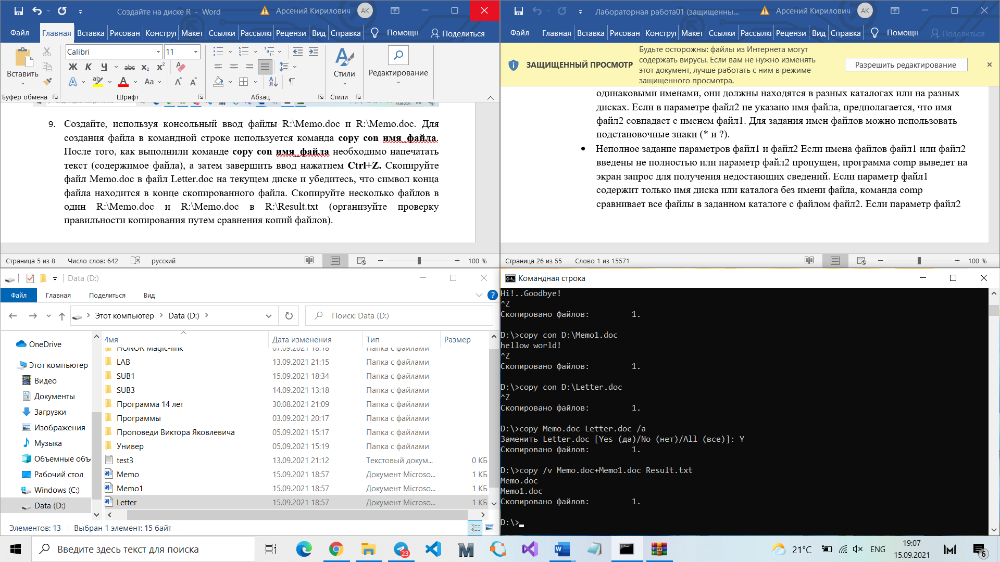 Создайте на диске R - Word
Арсений Кирилович
АК
Файл Главная Вставка Рисован Конструк Макет Ссылки Рассылкі Рецензи Вид Справка Помощн Поделиться
Вставить
Буфер обмена
Calibri 11
Ж К Ч abc x₂ x²
A ab A Aa A A
Шрифт
Абзац
Стили
Стили
Редактирование
9. Создайте, используя консольный ввод файлы R:\Memo.doc и R:\Memo.doc. Для
создания файла в командной строке используется команда copy con имя_файла.
После того, как выполнили команде copy con имя_файла необходимо напечатать
текст (содержимое файла), а затем завершить ввод нажатием Ctrl+Z. Скопируйте
файл Memo.doc в файл Letter.doc на текущем диске и убедитесь, что символ конца
файла находится в конце скопированного файла. Скопируйте несколько файлов в
один R:\Memo.doc и R:\Memo.doc в R:\Result.txt (организуйте проверку
правильности копирования путем сравнения копий файлов).
Страница 5 из 8 Число слов: 642 русский 100 %
Лабораторная работа01 (защищенны...
Арсений Кирилович
АК
Файл Главная Вставка Рисован Конструк Макет Ссылки Рассылкі Рецензи Вид Справка Помощн Поделиться
ЗАЩИЩЕННЫЙ ПРОСМОТР
Будьте осторожны: файлы из Интернета могут
содержать вирусы. Если вам не нужно изменять
этот документ, лучше работать с ним в режиме
защищенного просмотра.
Разрешить редактирование
одинаковыми именами, они должны находятся в разных каталогах или на разных
дисках. Если в параметре файл2 не указано имя файла, предполагается, что имя
файл2 совпадает с именем файл1. Для задания имен файлов можно использовать
подстановочные знаки (* и ?).
• Неполное задание параметров файл1 и файл2 Если имена файлов файл1 или файл2
введены не полностью или параметр файл2 пропущен, программа comp выведет на
экран запрос для получения недостающих сведений. Если параметр файл1
содержит только имя диска или каталога без имени файла, команда comp
сравнивает все файлы в заданном каталоге с файлом файл2. Если параметр файл2
Страница 26 из 55 Слово 1 из 15571 100 %
Data (D:)
Файл Главная Поделиться Вид
Этот компьютер Data (D:)
Поиск: Data (D:)
OneDrive
Этот компьютер
Видео
Документы
Загрузки
Изображения
Музыка
Объемные объ
Рабочий стол
Windows (C:)
Data (D:)
Имя Дата изменения Тип Размер
HONOR Magic-link 07.09.2021 18:18 Папка с файлами
LAB 13.09.2021 21:15 Папка с файлами
SUB1 15.09.2021 18:34 Папка с файлами
SUB3 14.09.2021 13:18 Папка с файлами
Программа 14 лет 30.08.2021 21:09 Папка с файлами
Программы 03.09.2021 20:17 Папка с файлами
Проповеди Виктора Яковлевича 05.09.2021 15:17 Папка с файлами
Универ 05.09.2021 15:19 Папка с файлами
test3 13.09.2021 21:12 Текстовый докум... 0 КБ
Memo 15.09.2021 18:57 Документ Microso... 1 КБ
Memo1 15.09.2021 18:57 Документ Microso... 1 КБ
Letter 15.09.2021 18:57 Документ Microso... 1 КБ
Элементов: 13 Выбран 1 элемент: 15 байт
Командная строка
Hi!..Goodbye!
^Z
Скопировано файлов: 1.
D:\>copy con D:\Memo1.doc
hellow world!
^Z
Скопировано файлов: 1.
D:\>copy con D:\Letter.doc
^Z
Скопировано файлов: 1.
D:\>copy Memo.doc Letter.doc /a
Заменить Letter.doc [Yes (да)/No (нет)/All (все)]: Y
Скопировано файлов: 1.
D:\>copy /v Memo.doc+Memo1.doc Result.txt
Memo.doc
Memo1.doc
Скопировано файлов: 1.
D:\>
Введите здесь текст для поиска
23
21°C
ENG
19:07
15.09.2021
6